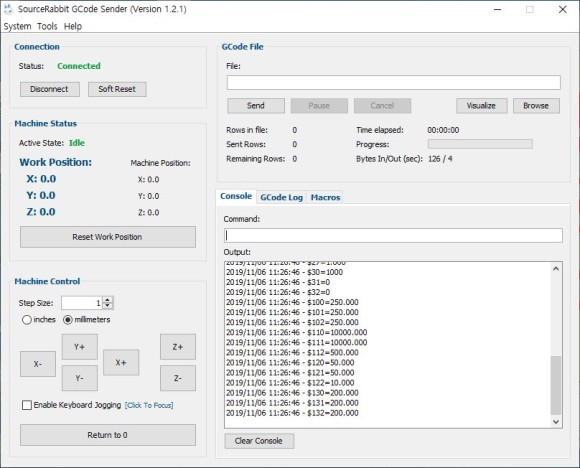 SourceRabbit GCode Sender (Version 1.2.1)
System Tools Help
Connection
Status: Connected
Disconnect Soft Reset
Machine Status
Active State: Idle
Work Position: Machine Position:
X: 0.0 X: 0.0
Y: 0.0 Y: 0.0
Z: 0.0 Z: 0.0
Reset Work Position
Machine Control
Step Size: 1
inches millimeters
Y+ Z+
X- X+
Y- Z-
Enable Keyboard Jogging [Click To Focus]
Return to 0
GCode File
File:
Send Pause Cancel Visualize Browse
Rows in file: 0 Time elapsed: 00:00:00
Sent Rows: 0 Progress:
Remaining Rows: 0 Bytes In/Out (sec): 126 / 4
Console GCode Log Macros
Command:
Output:
2019/11/06 11:26:46 - $27=1.000
2019/11/06 11:26:46 - $30=1000
2019/11/06 11:26:46 - $31=0
2019/11/06 11:26:46 - $32=0
2019/11/06 11:26:46 - $100=250.000
2019/11/06 11:26:46 - $101=250.000
2019/11/06 11:26:46 - $102=250.000
2019/11/06 11:26:46 - $110=10000.000
2019/11/06 11:26:46 - $111=10000.000
2019/11/06 11:26:46 - $112=500.000
2019/11/06 11:26:46 - $120=50.000
2019/11/06 11:26:46 - $121=50.000
2019/11/06 11:26:46 - $122=10.000
2019/11/06 11:26:46 - $130=200.000
2019/11/06 11:26:46 - $131=200.000
2019/11/06 11:26:46 - $132=200.000
Clear Console